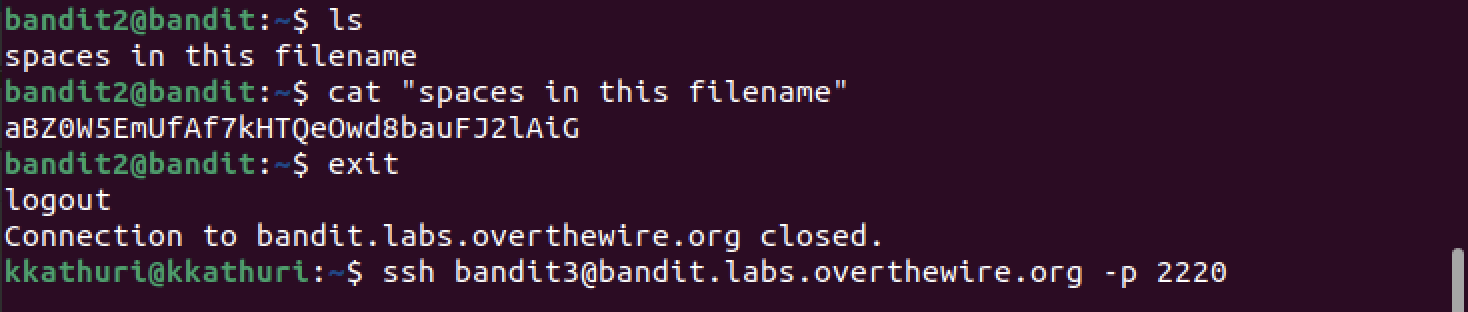 bandit2@bandit:~$ ls
spaces in this filename
bandit2@bandit:~$ cat "spaces in this filename"
aBZ0W5EmUfAf7kHTQeOwd8bauFJ2lAiG
bandit2@bandit:~$ exit
logout
Connection to bandit.labs.overthewire.org closed.
kkathuri@kkathuri:~$ ssh bandit3@bandit.labs.overthewire.org -p 2220